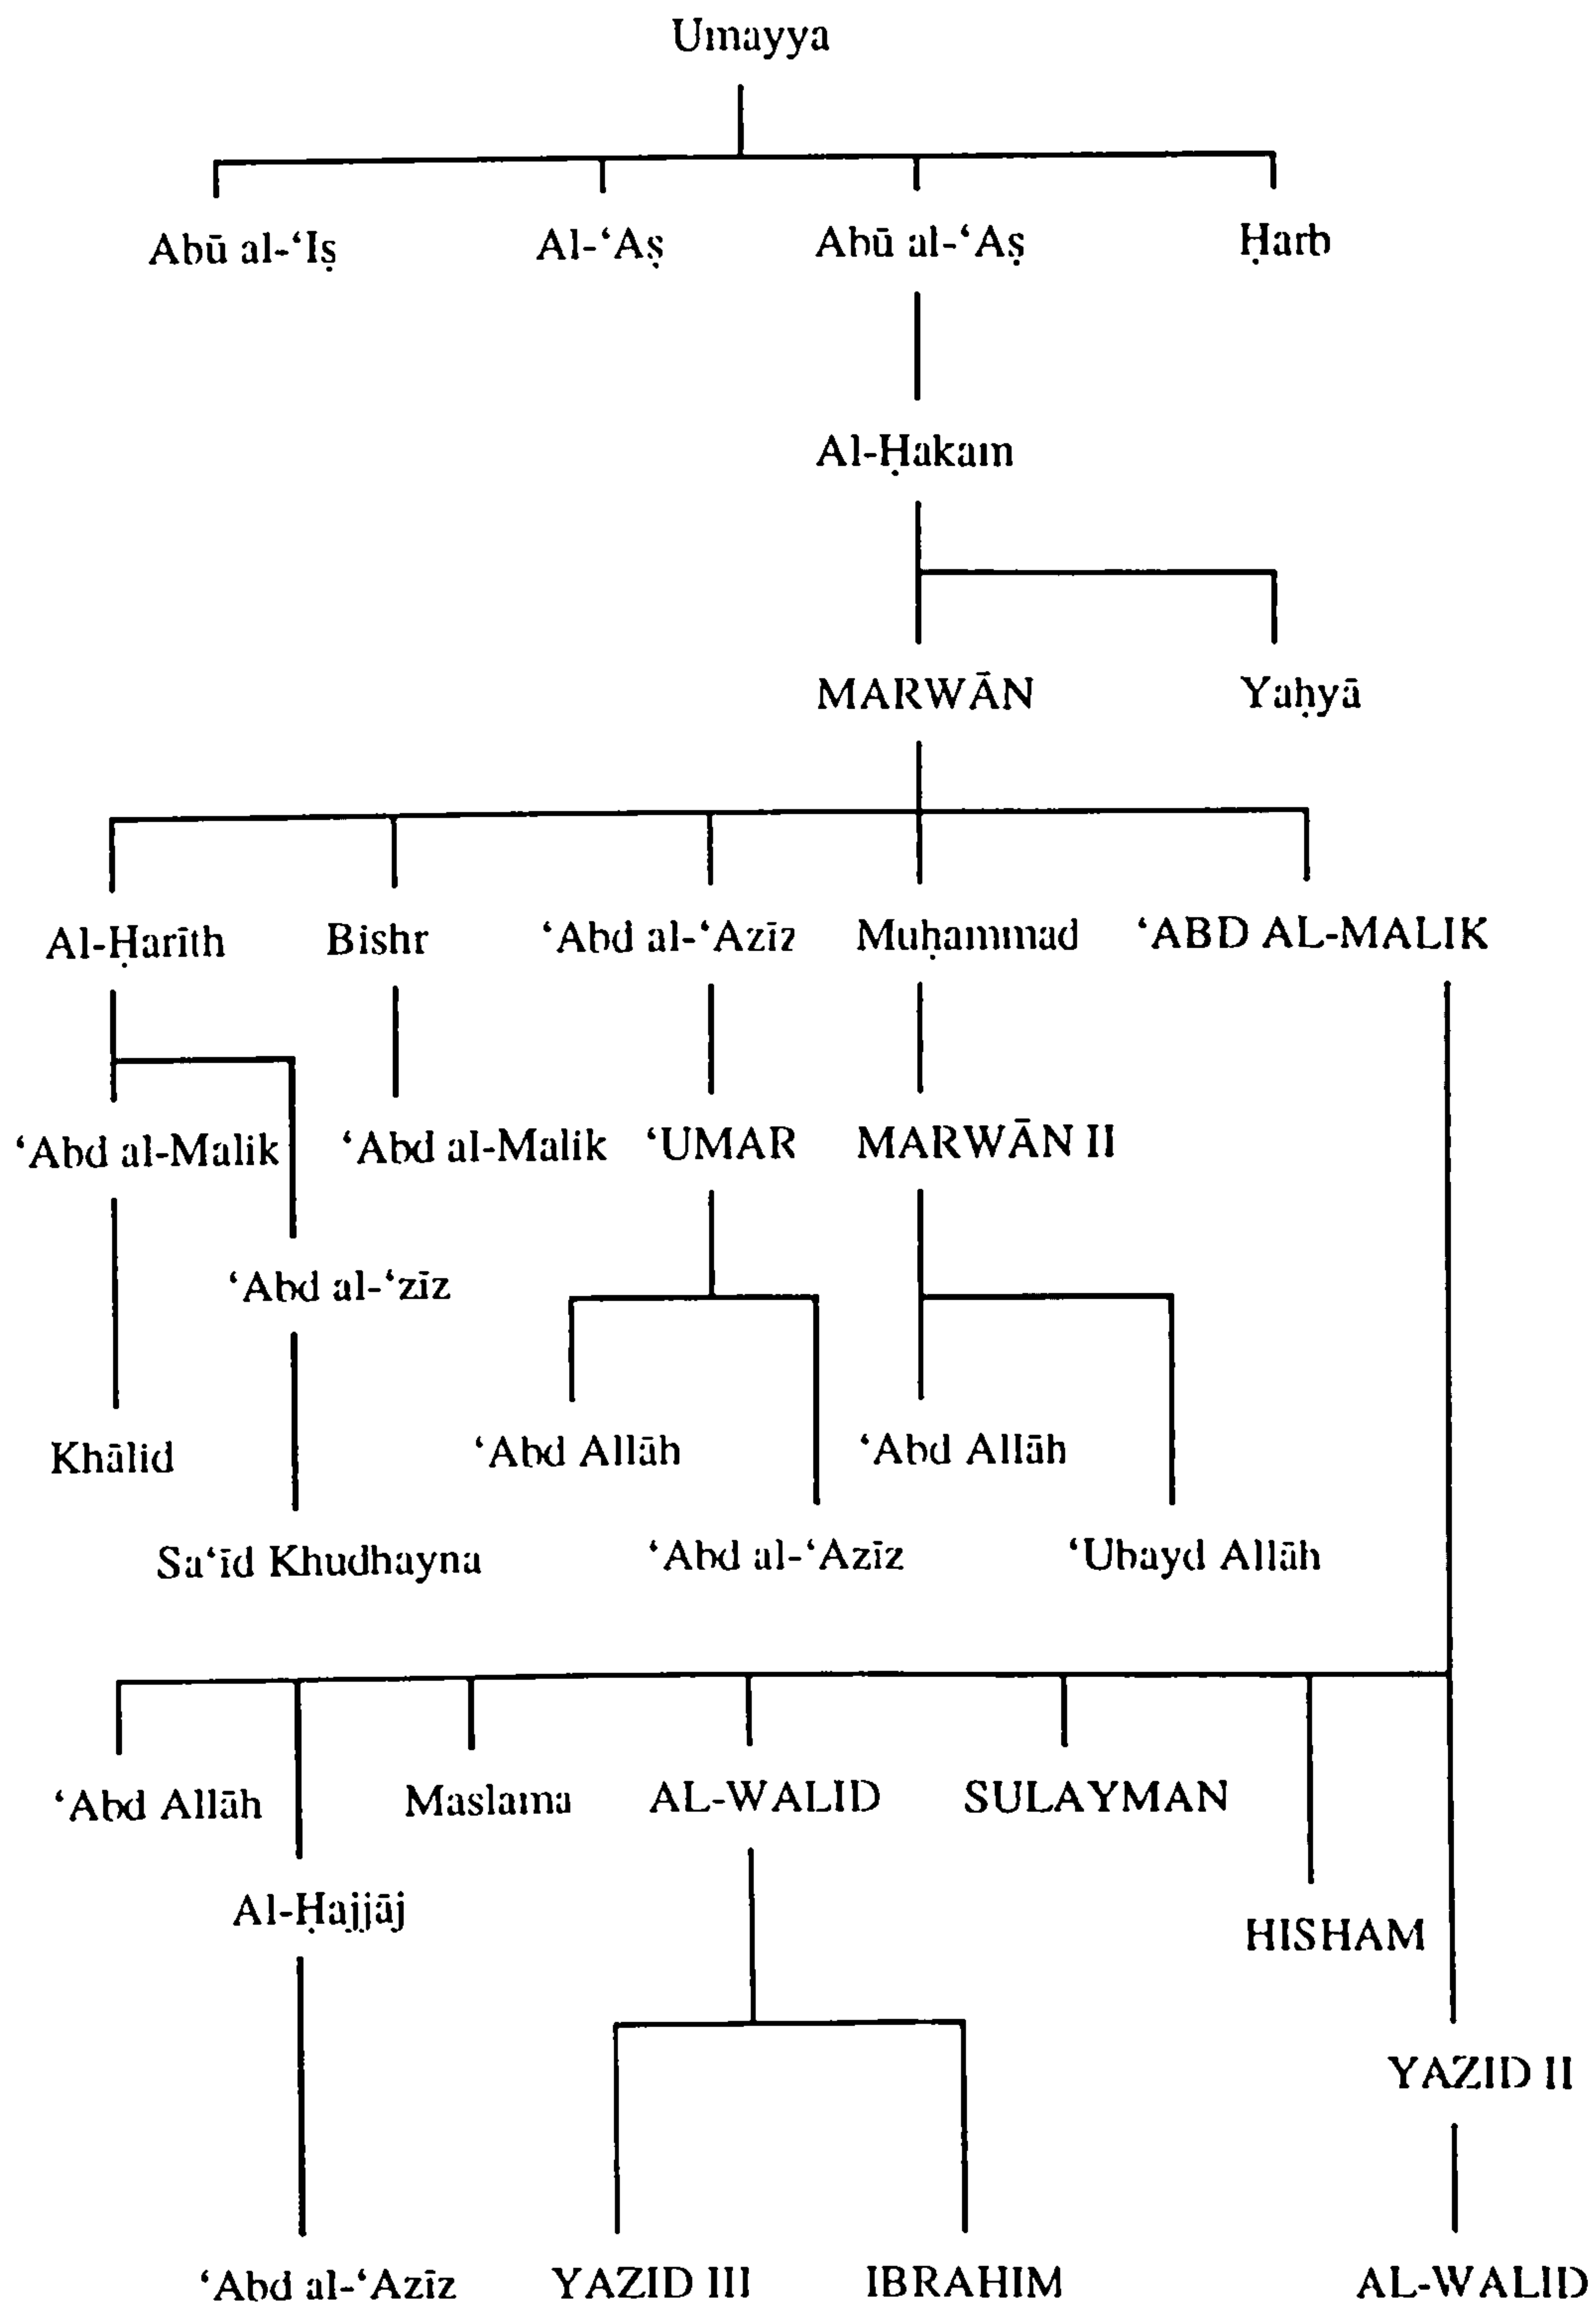 Umayya
Abū al-‘Iṣ Al-‘Aṣ Abū al-‘Aṣ Ḥarb
Al-Ḥakam
MARWĀN Yaḥyā
Al-Ḥarīth Bishr ‘Abd al-‘Azīz Muḥammad ‘ABD AL-MALIK
‘Abd al-Malik ‘Abd al-Malik ‘UMAR MARWĀN II
‘Abd al-‘zīz
Khālid ‘Abd Allāh ‘Abd Allāh
Sa‘īd Khudhayna ‘Abd al-‘Azīz ‘Ubayd Allāh
‘Abd Allāh Maslama AL-WALID SULAYMAN
Al-Ḥajjāj
HISHAM
YAZID II
‘Abd al-‘Azīz YAZID III IBRAHIM AL-WALID